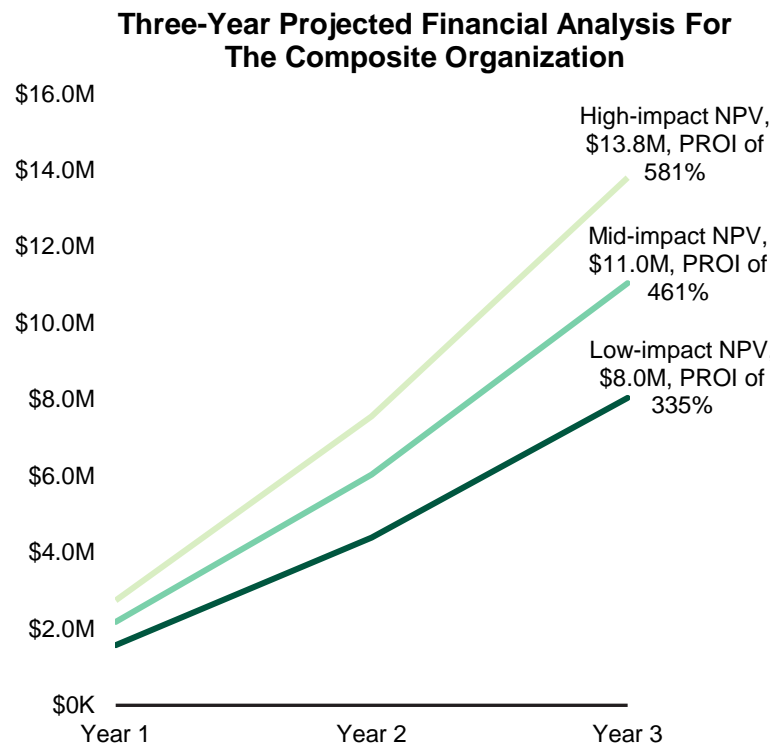 Three-Year Projected Financial Analysis For
The Composite Organization
$16.0M
$14.0M
$12.0M
$10.0M
$8.0M
$6.0M
$4.0M
$2.0M
$0K
High-impact NPV,
$13.8M, PROI of
581%
Mid-impact NPV,
$11.0M, PROI of
461%
Low-impact NPV
$8.0M, PROI of
335%
Year 1
Year 2
Year 3